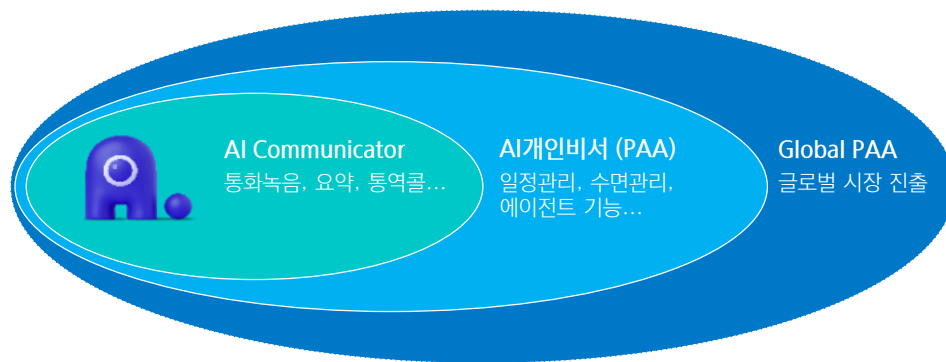 AI Communicator
통화녹음, 요약, 통역콜...
AI개인비서 (PAA)
일정관리, 수면관리,
에이전트 기능...
Global PAA
글로벌 시장 진출